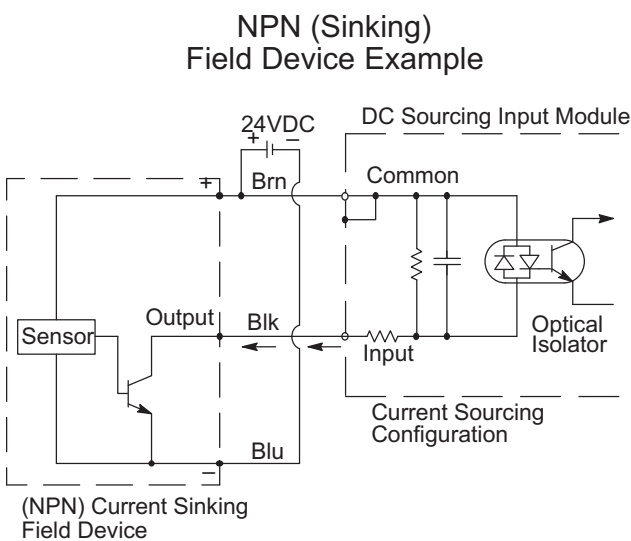 NPN (Sinking)
Field Device Example
24VDC
+ −
DC Sourcing Input Module
+
Brn
Common
Sensor
Output
Blk
Input
Optical
Isolator
Current Sourcing
Configuration
Blu
−
(NPN) Current Sinking
Field Device